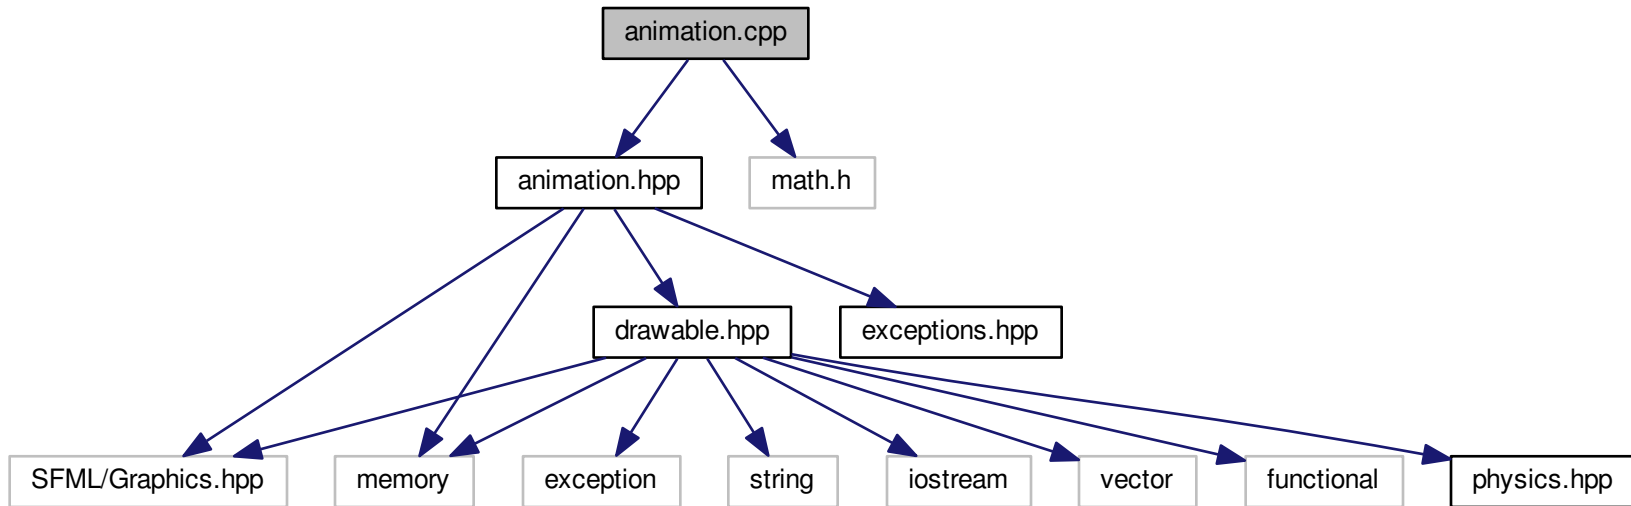 animation.cpp
animation.hpp
math.h
drawable.hpp
exceptions.hpp
SFML/Graphics.hpp
memory
exception
string
iostream
vector
functional
physics.hpp